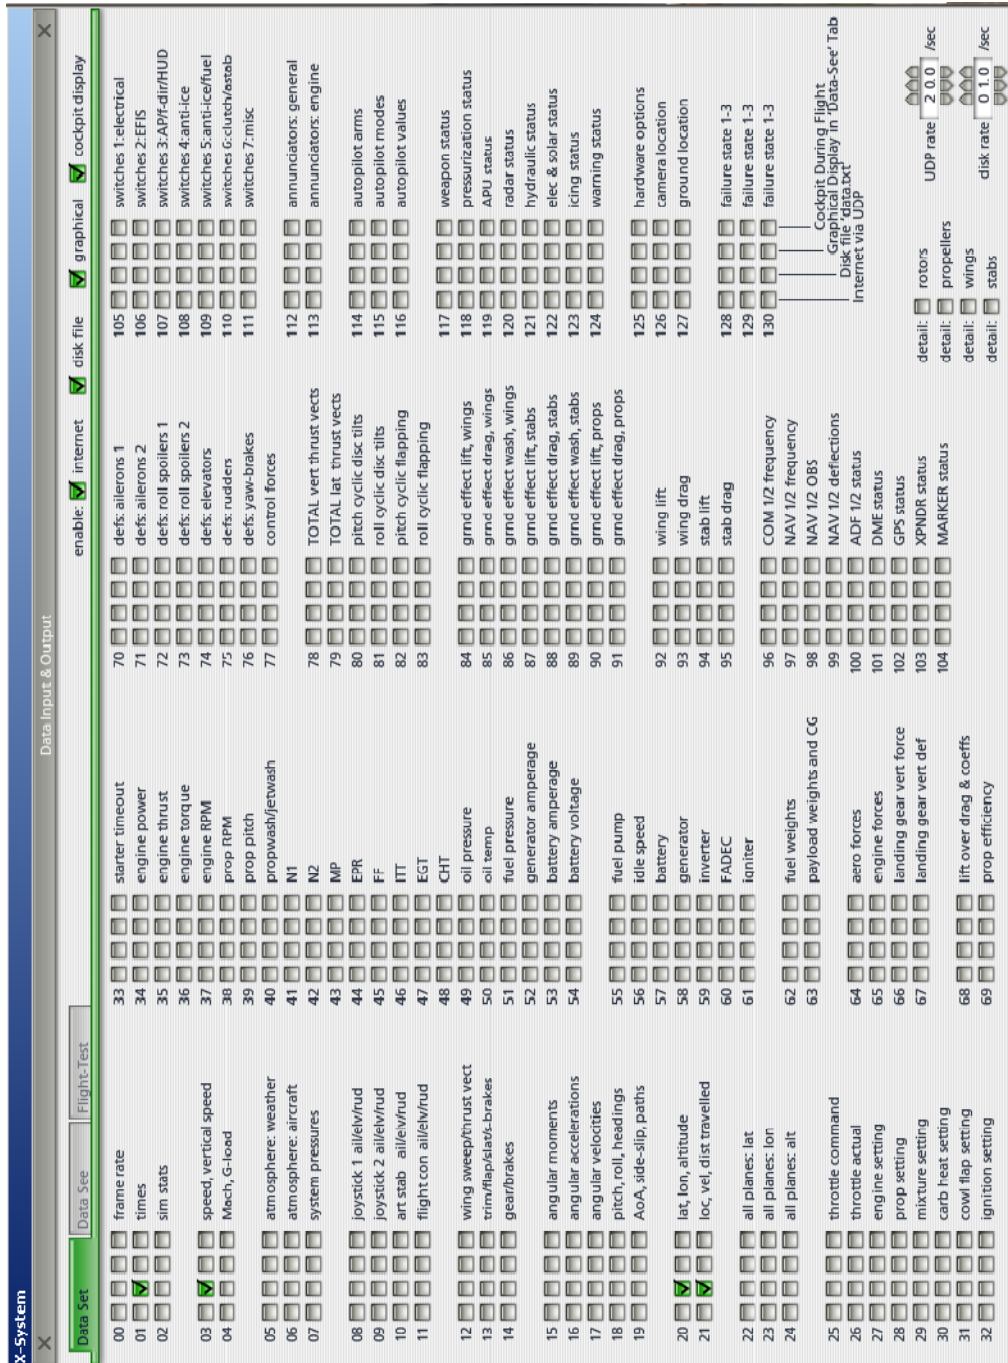 X-System
Data Input & Output
Data Set
Data See
Flight-Test
enable:
internet
disk file
graphical
cockpit display
00 frame rate
01 times
02 sim stats
03 speed, vertical speed
04 Mach, G-load
05 atmosphere: weather
06 atmosphere: aircraft
07 system pressures
08 joystick 1 ail/elv/rud
09 joystick 2 ail/elv/rud
10 art stab ail/elv/rud
11 flight con ail/elv/rud
12 wing sweep/thrust vect
13 trim/flap/slat/s-brakes
14 gear/brakes
15 angular moments
16 angular accelerations
17 angular velocities
18 pitch, roll, headings
19 AoA, side-slip, paths
20 lat, lon, altitude
21 loc, vel, dist travelled
22 all planes: lat
23 all planes: lon
24 all planes: alt
25 throttle command
26 throttle actual
27 engine setting
28 prop setting
29 mixture setting
30 carb heat setting
31 cowl flap setting
32 ignition setting
33 starter timeout
34 engine power
35 engine thrust
36 engine torque
37 engine RPM
38 prop RPM
39 prop pitch
40 propwash/jetwash
41 N1
42 N2
43 MP
44 EPR
45 FF
46 ITT
47 EGT
48 CHT
49 oil pressure
50 oil temp
51 fuel pressure
52 generator amperage
53 battery amperage
54 battery voltage
55 fuel pump
56 idle speed
57 battery
58 generator
59 inverter
60 FADEC
61 igniter
62 fuel weights
63 payload weights and CG
64 aero forces
65 engine forces
66 landing gear vert force
67 landing gear vert def
68 lift over drag & coeffs
69 prop efficiency
70 defs: ailerons 1
71 defs: ailerons 2
72 defs: roll spoilers 1
73 defs: roll spoilers 2
74 defs: elevators
75 defs: rudders
76 defs: yaw-brakes
77 control forces
78 TOTAL vert thrust vects
79 TOTAL lat thrust vects
80 pitch cyclic disc tilts
81 roll cyclic disc tilts
82 pitch cyclic flapping
83 roll cyclic flapping
84 grnd effect lift, wings
85 grnd effect drag, wings
86 grnd effect wash, wings
87 grnd effect lift, stabs
88 grnd effect drag, stabs
89 grnd effect wash, stabs
90 grnd effect lift, props
91 grnd effect drag, props
92 wing lift
93 wing drag
94 stab lift
95 stab drag
96 COM 1/2 frequency
97 NAV 1/2 frequency
98 NAV 1/2 OBS
99 NAV 1/2 deflections
100 ADF 1/2 status
101 DME status
102 GPS status
103 XPNDR status
104 MARKER status
105 switches 1:electrical
106 switches 2:EFIS
107 switches 3:AP/f-dir/HUD
108 switches 4:anti-ice
109 switches 5:anti-ice/fuel
110 switches 6:clutch/astab
111 switches 7:misc
112 annunciators: general
113 annunciators: engine
114 autopilot arms
115 autopilot modes
116 autopilot values
117 weapon status
118 pressurization status
119 APU status
120 radar status
121 hydraulic status
122 elec & solar status
123 icing status
124 warning status
125 hardware options
126 camera location
127 ground location
128 failure state 1-3
129 failure state 1-3
130 failure state 1-3
Cockpit During Flight
Graphical Display in 'Data-See' Tab
Disk file 'data.txt'
Internet via UDP
detail: rotors
detail: propellers
detail: wings
detail: stabs
UDP rate 20.0 /sec
disk rate 01.0 /sec